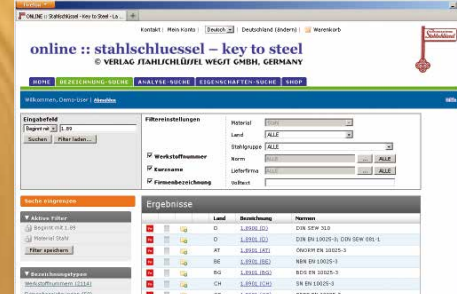 ONLINE :: Stahlschlüssel - Key to Steel - La...
Kontakt | Mein Konto | Deutsch | Deutschland (ändern) | Warenkorb
online :: stahlschluessel – key to steel
© VERLAG STAHLSCHLÜSSEL WEGST GMBH, GERMANY
HOME BEZEICHNUNG-SUCHE ANALYSE-SUCHE EIGENSCHAFTEN-SUCHE SHOP
Willkommen, Demo-User | Abmelden Hilfe
Eingabefeld
Beginnt mit 1.89
Suchen Filter laden...
Filtereinstellungen
Werkstoffnummer
Kurzname
Firmenbezeichnung
Material Stahl
Land ALLE
Stahlgruppe ALLE
Norm ALLE ... ALLE
Lieferfirma ALLE ... ALLE
Volltext
Suche eingrenzen
Aktive Filter
Beginnt mit 1.89
Material Stahl
Filter speichern
Bezeichnungstypen
Werkstoffnummern (2114)
Ergebnisse
Land Bezeichnung Normen
D 1.8901 (D) DIN SEW 310
D 1.8901 (D) DIN EN 10025-3; DIN SEW 081-1
AT 1.8901 (AT) ÖNORM EN 10025-3
BE 1.8901 (BE) NBN EN 10025-3
BG 1.8901 (BG) BDS EN 10025-3
CH 1.8901 (CH) SN EN 10025-3